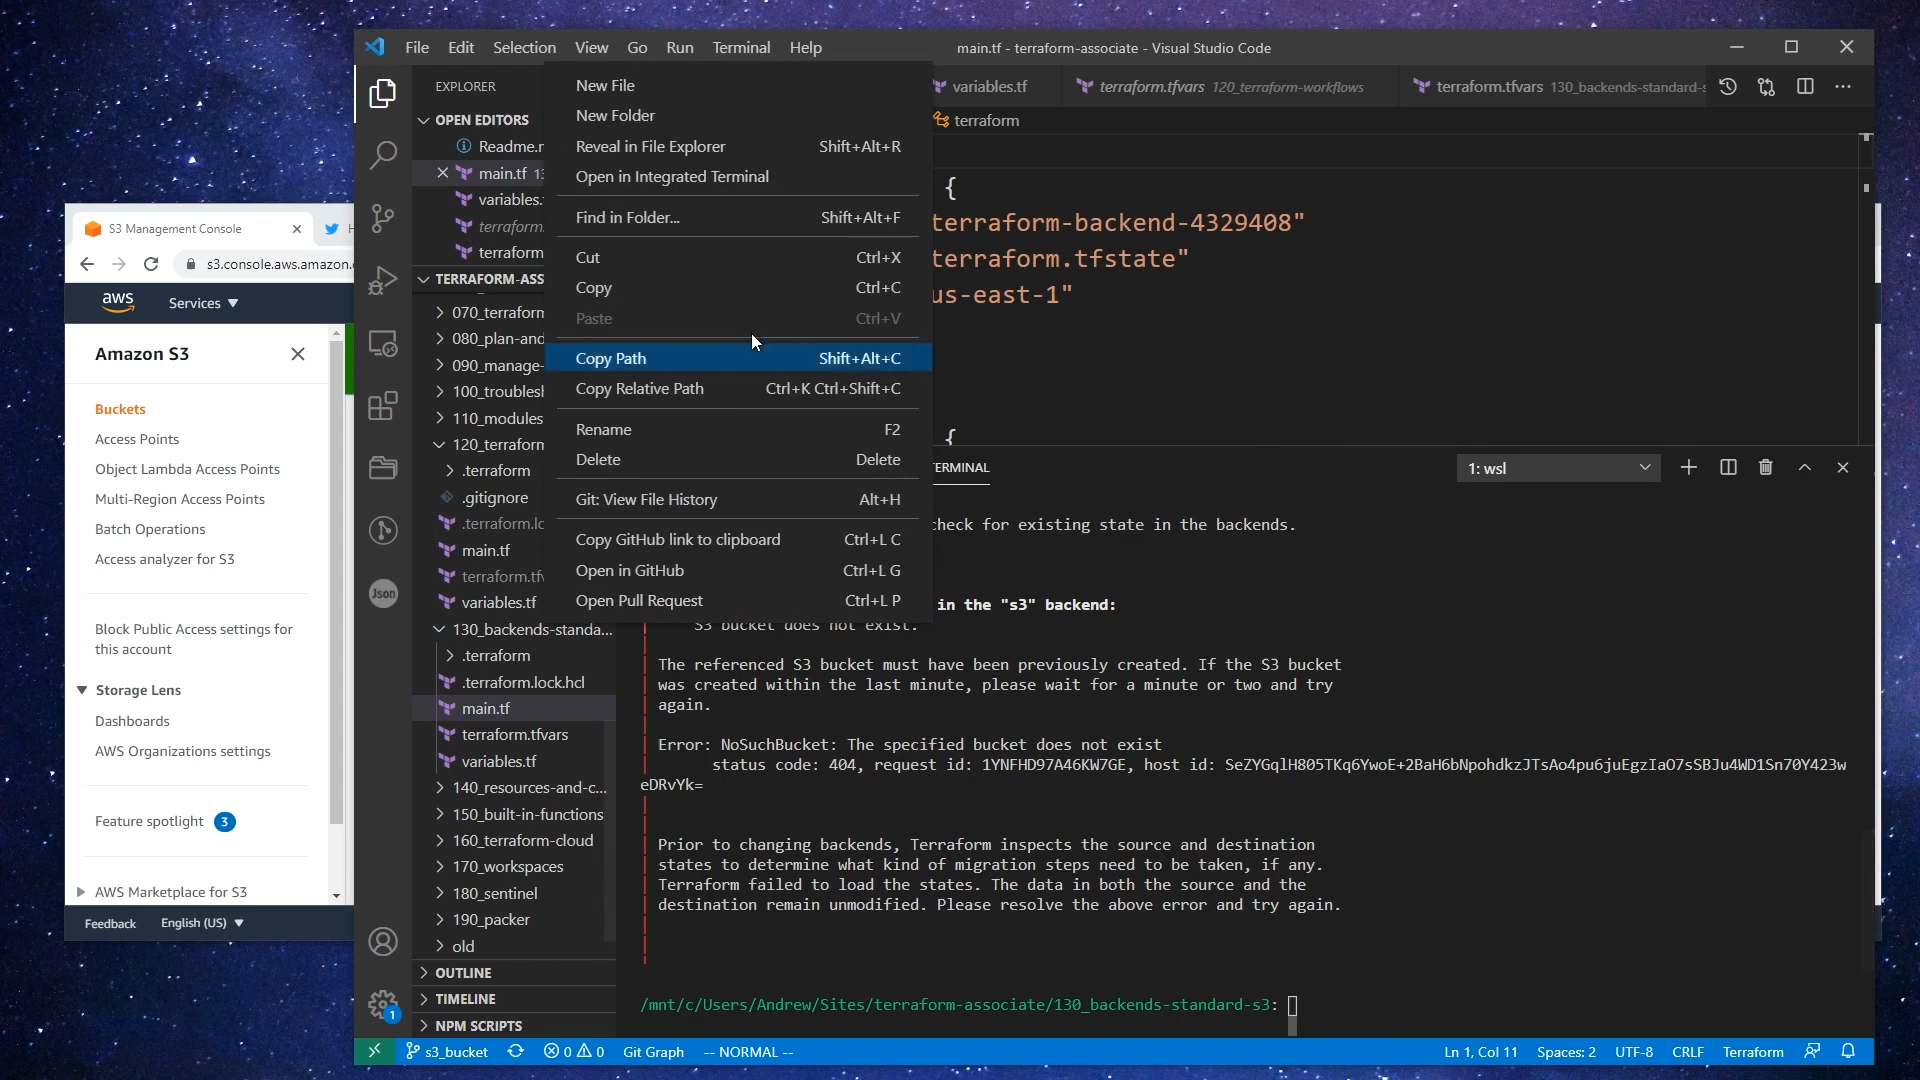 File Edit Selection View Go Run Terminal Help
main.tf - terraform-associate - Visual Studio Code
EXPLORER
variables.tf
terraform.tfvars 120_terraform-workflows
terraform.tfvars 130_backends-standard-s
OPEN EDITORS
Readme.r
main.tf 13
variables.
terraform.
terraform
TERRAFORM-ASS
070_terraform
080_plan-and
090_manage-
100_troublesh
110_modules
120_terraform
.terraform
.gitignore
.terraform.lc
main.tf
terraform.tfv
variables.tf
130_backends-standa...
.terraform
.terraform.lock.hcl
main.tf
terraform.tfvars
variables.tf
140_resources-and-c...
150_built-in-functions
160_terraform-cloud
170_workspaces
180_sentinel
190_packer
old
OUTLINE
TIMELINE
NPM SCRIPTS
Json
1
New File
New Folder
Reveal in File Explorer Shift+Alt+R
Open in Integrated Terminal
Find in Folder... Shift+Alt+F
Cut Ctrl+X
Copy Ctrl+C
Paste Ctrl+V
Copy Path Shift+Alt+C
Copy Relative Path Ctrl+K Ctrl+Shift+C
Rename F2
Delete Delete
Git: View File History Alt+H
Copy GitHub link to clipboard Ctrl+L C
Open in GitHub Ctrl+L G
Open Pull Request Ctrl+L P
terraform
{
terraform-backend-4329408"
terraform.tfstate"
us-east-1"
{
ERMINAL
1: wsl
check for existing state in the backends.
in the "s3" backend:
S3 bucket does not exist.
The referenced S3 bucket must have been previously created. If the S3 bucket
was created within the last minute, please wait for a minute or two and try
again.
Error: NoSuchBucket: The specified bucket does not exist
status code: 404, request id: 1YNFHD97A46KW7GE, host id: SeZYGqlH805TKq6YwoE+2BaH6bNpohdkzJTsAo4pu6juEgzIaO7sSBJu4WD1Sn70Y423w
eDRvYk=
Prior to changing backends, Terraform inspects the source and destination
states to determine what kind of migration steps need to be taken, if any.
Terraform failed to load the states. The data in both the source and the
destination remain unmodified. Please resolve the above error and try again.
/mnt/c/Users/Andrew/Sites/terraform-associate/130_backends-standard-s3:
s3_bucket
0 0
Git Graph
-- NORMAL --
Ln 1, Col 11
Spaces: 2
UTF-8
CRLF
Terraform
S3 Management Console
H
s3.console.aws.amazon.
aws
Services
Amazon S3
Buckets
Access Points
Object Lambda Access Points
Multi-Region Access Points
Batch Operations
Access analyzer for S3
Block Public Access settings for
this account
Storage Lens
Dashboards
AWS Organizations settings
Feature spotlight 3
AWS Marketplace for S3
Feedback
English (US)